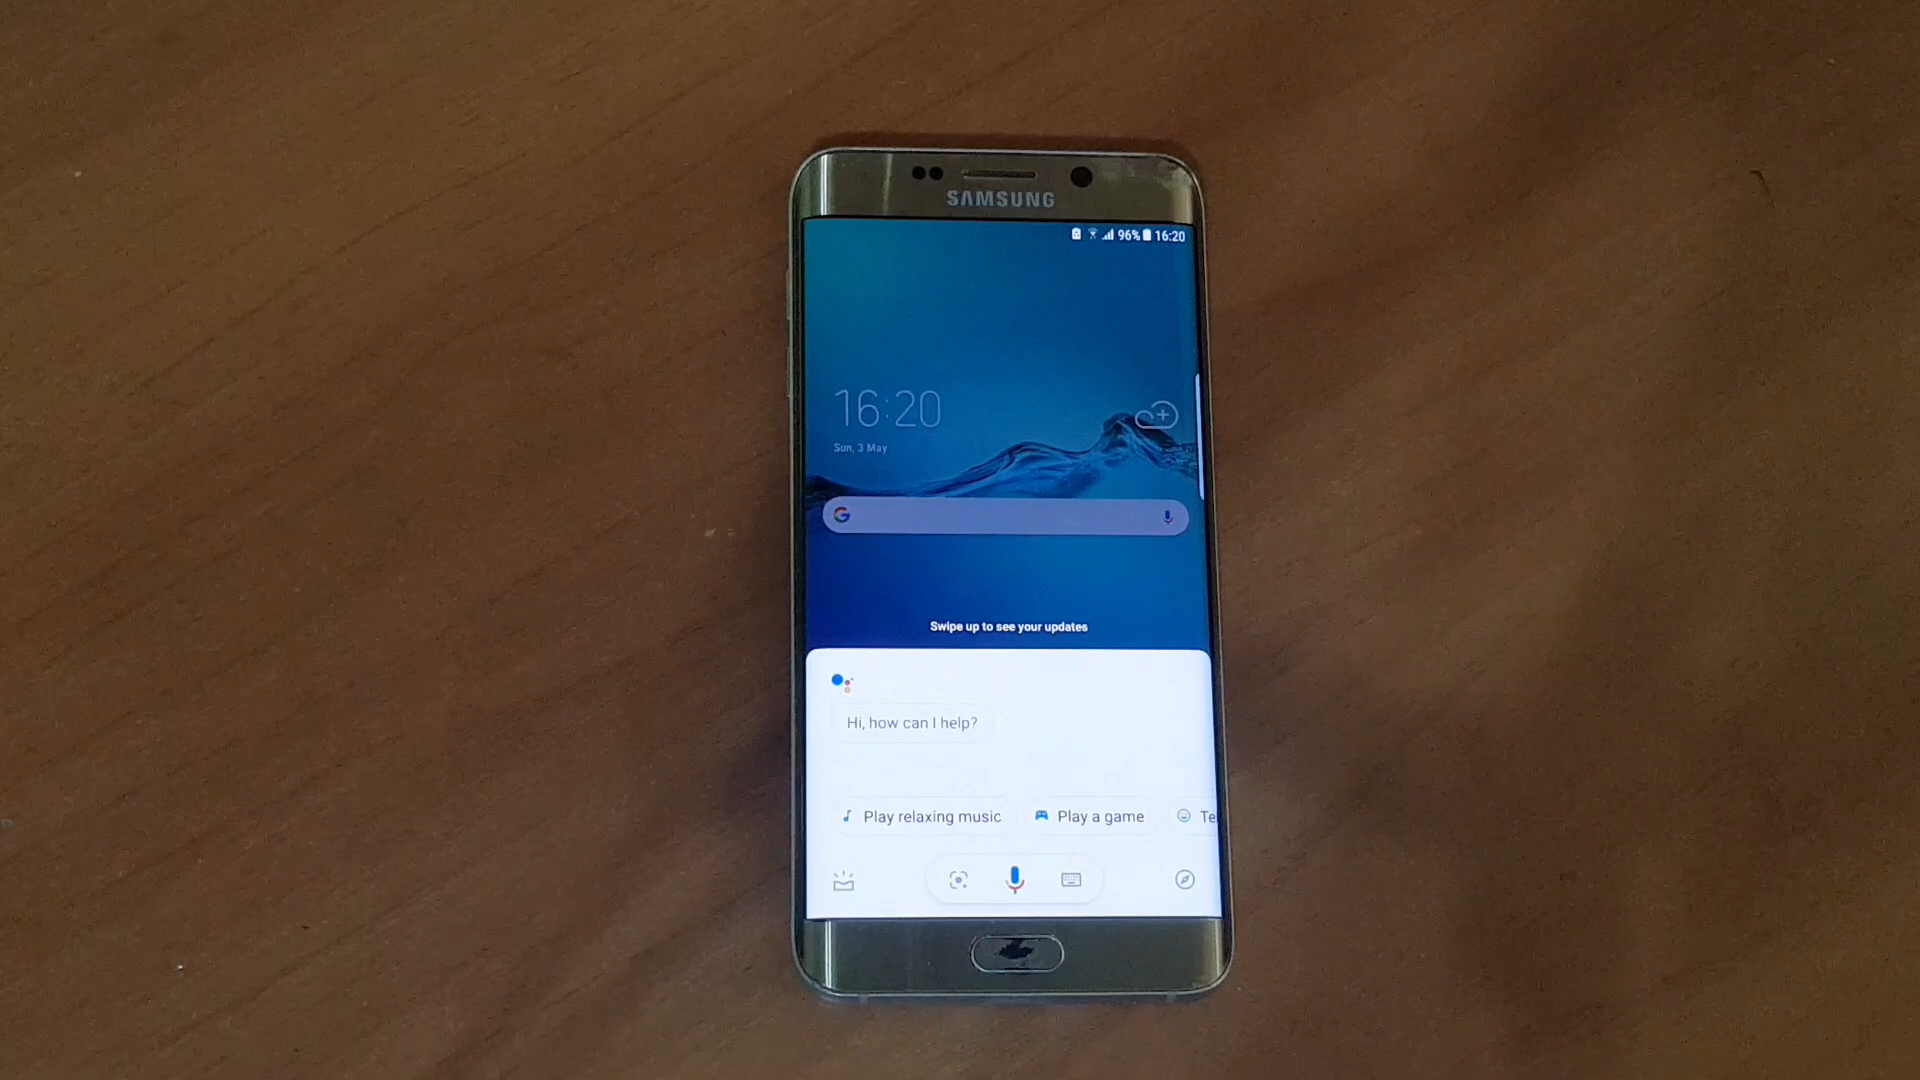 SAMSUNG
96% 16:20
16:20
Sun, 3 May
G
Swipe up to see your updates
Hi, how can I help?
Play relaxing music Play a game Te